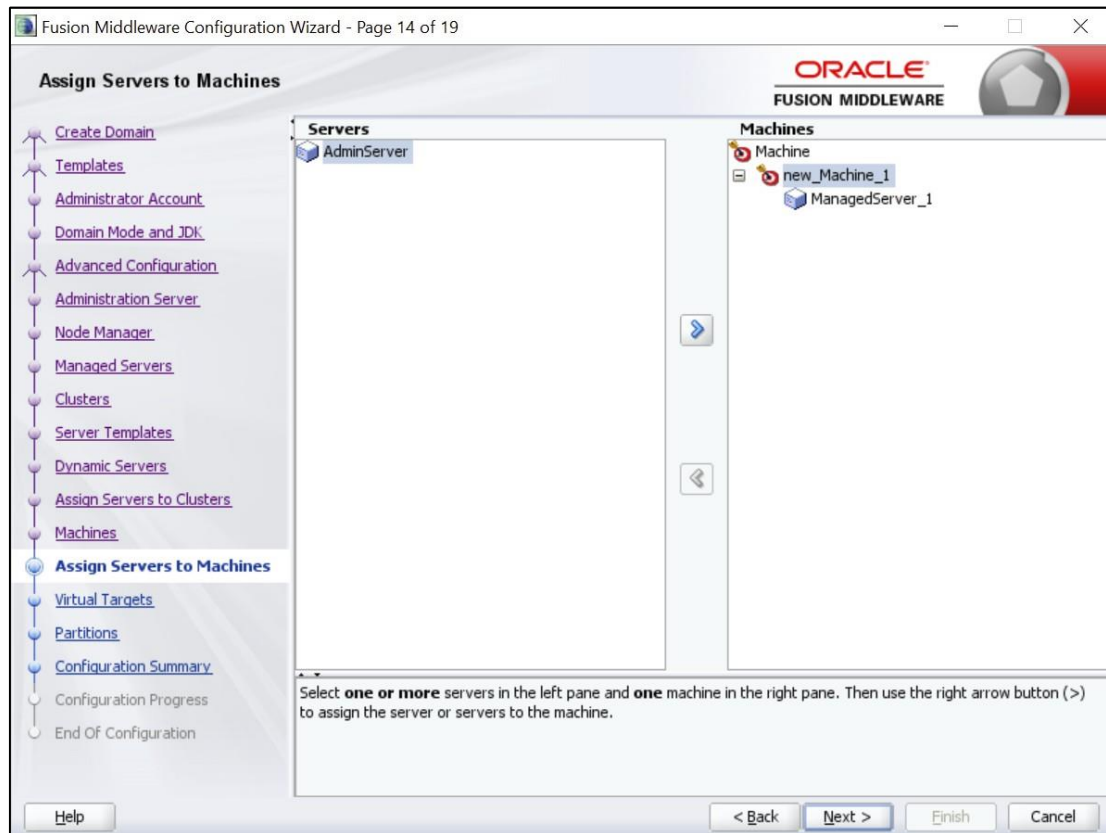 Fusion Middleware Configuration Wizard - Page 14 of 19
Assign Servers to Machines
ORACLE
FUSION MIDDLEWARE
Create Domain
Templates
Administrator Account
Domain Mode and JDK
Advanced Configuration
Administration Server
Node Manager
Managed Servers
Clusters
Server Templates
Dynamic Servers
Assign Servers to Clusters
Machines
Assign Servers to Machines
Virtual Targets
Partitions
Configuration Summary
Configuration Progress
End Of Configuration
Servers
AdminServer
Machines
Machine
new_Machine_1
ManagedServer_1
Select one or more servers in the left pane and one machine in the right pane. Then use the right arrow button (>)
to assign the server or servers to the machine.
Help
< Back
Next >
Finish
Cancel